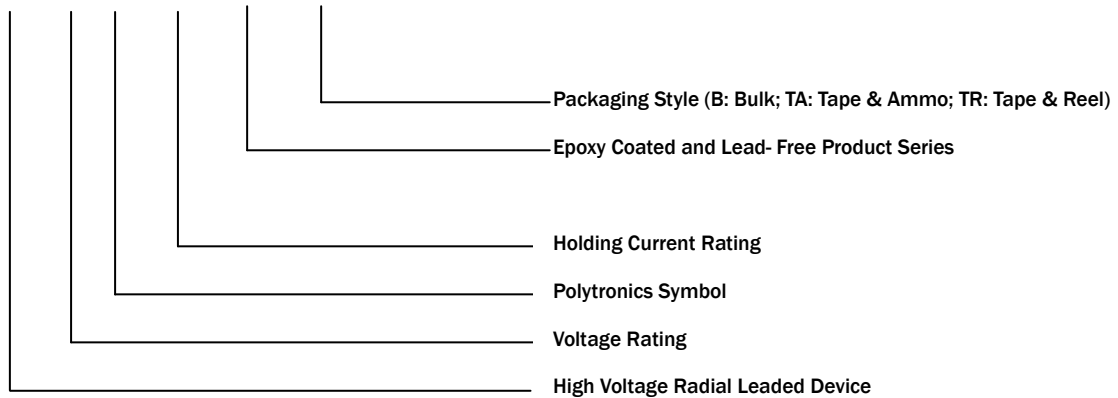 Packaging Style (B: Bulk; TA: Tape & Ammo; TR: Tape & Reel)
Epoxy Coated and Lead- Free Product Series
Holding Current Rating
Polytronics Symbol
Voltage Rating
High Voltage Radial Leaded Device